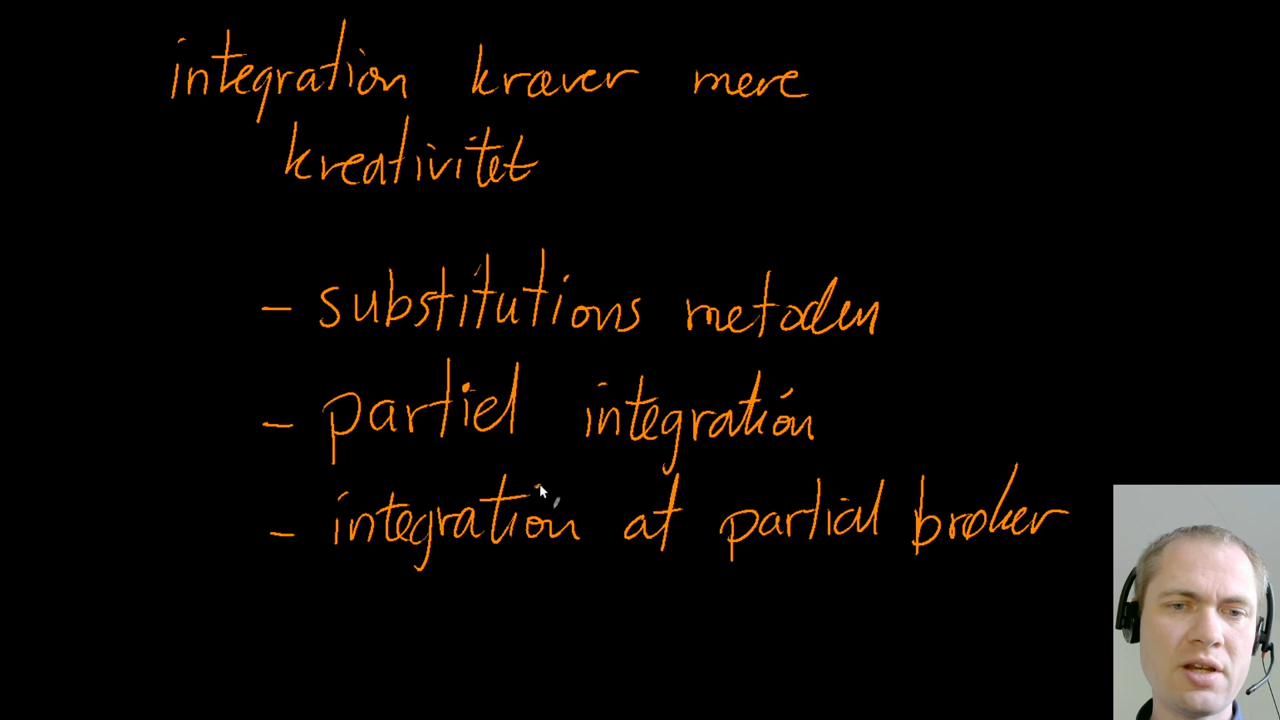 integration kræver mere
kreativitet
- substitutions metoden
- partiel integration
- integration af partial brøker